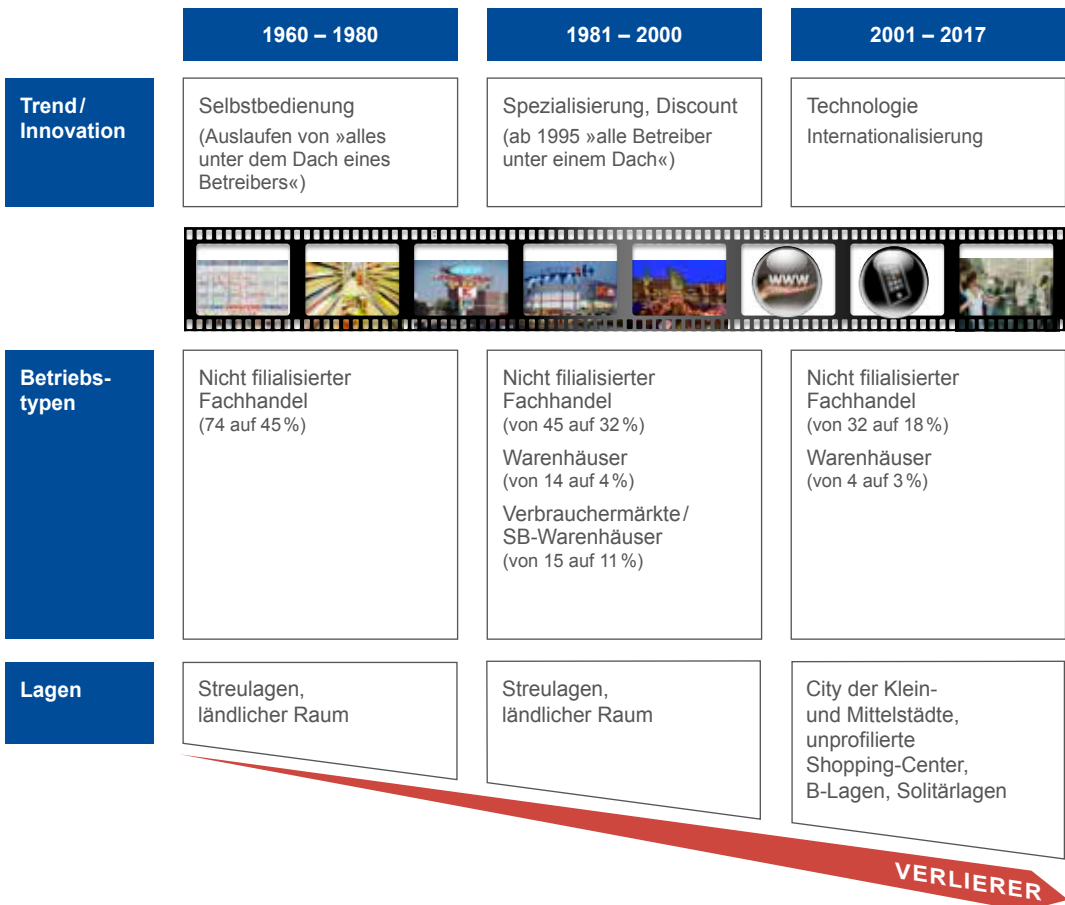 1960 – 1980
1981 – 2000
2001 – 2017
Trend /
Innovation
Selbstbedienung
(Auslaufen von »alles
unter dem Dach eines
Betreibers«)
Spezialisierung, Discount
(ab 1995 »alle Betreiber
unter einem Dach«)
Technologie
Internationalisierung
www
Betriebs-
typen
Nicht filialisierter
Fachhandel
(74 auf 45 %)
Nicht filialisierter
Fachhandel
(von 45 auf 32 %)
Warenhäuser
(von 14 auf 4 %)
Verbrauchermärkte /
SB-Warenhäuser
(von 15 auf 11 %)
Nicht filialisierter
Fachhandel
(von 32 auf 18 %)
Warenhäuser
(von 4 auf 3 %)
Lagen
Streulagen,
ländlicher Raum
Streulagen,
ländlicher Raum
City der Klein-
und Mittelstädte,
unprofilierte
Shopping-Center,
B-Lagen, Solitärlagen
VERLIERER